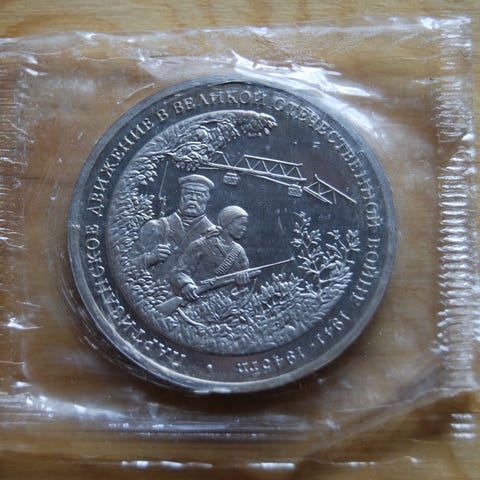 ПАРТИЗАНСКОЕ ДВИЖЕНИЕ В ВЕЛИКОЙ ОТЕЧЕСТВЕННОЙ ВОЙНЕ 1941-1945 ГГ.